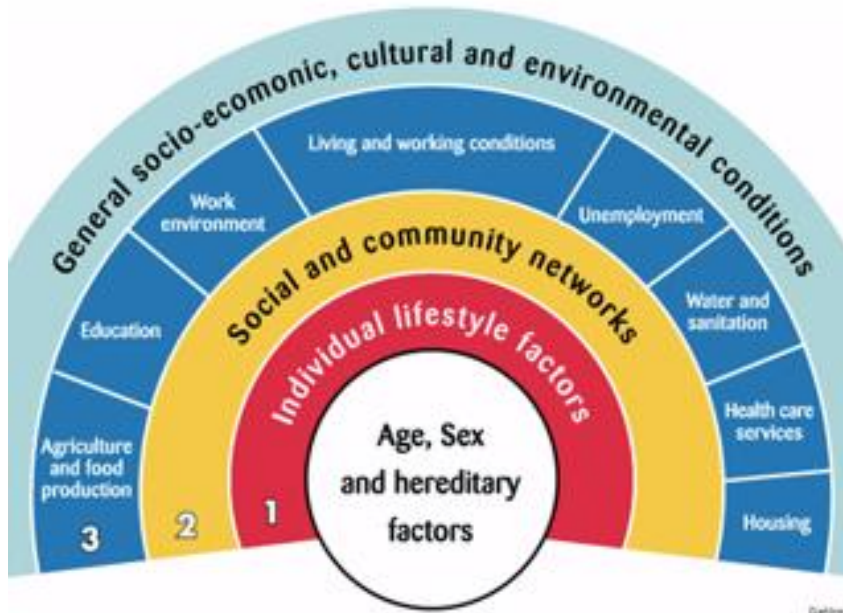 General socio-ecomonic, cultural and environmental conditions
Living and working conditions
Work
environment
Unemployment
Education
Water and
sanitation
Agriculture
and food
production
Health care
services
Housing
Social and community networks
Individual lifestyle factors
Age, Sex
and hereditary
factors
3
2
1